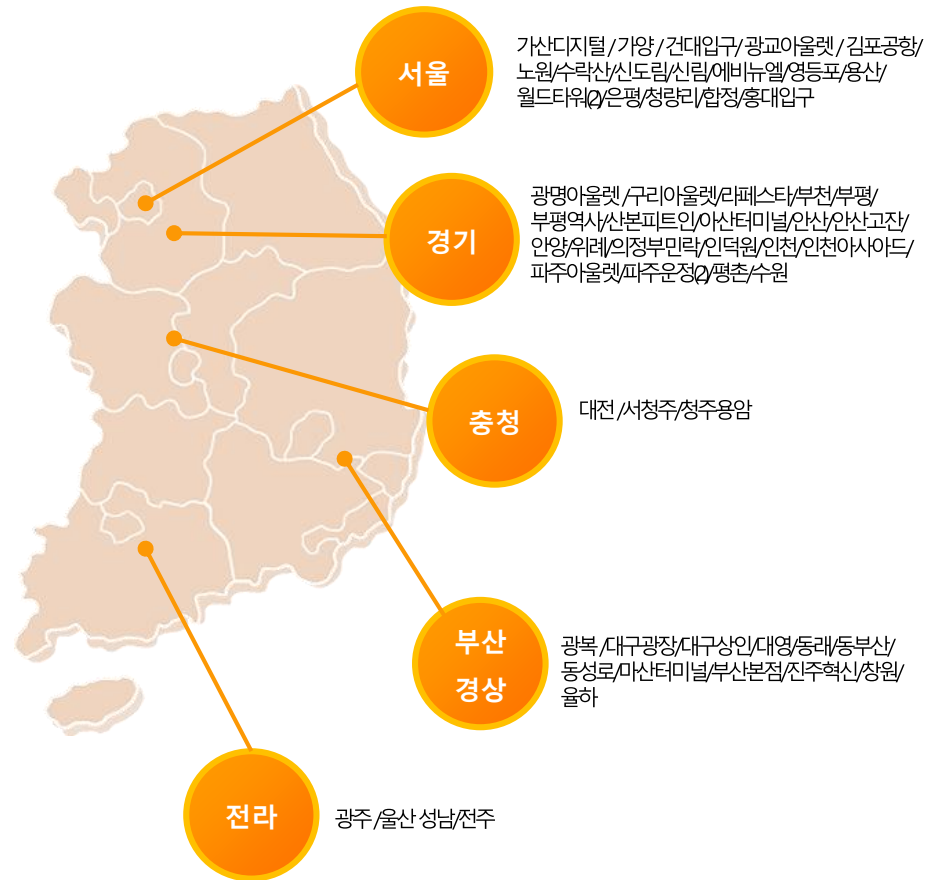 서울
가산디지털 / 가양 / 건대입구/ 광교아울렛 / 김포공항/
노원/수락산/신도림/신림/에비뉴엘/영등포/용산/
월드타워(2)/은평/청량리/합정/홍대입구
경기
광명아울렛 /구리아울렛/라페스타/부천/부평/
부평역사/산본피트인/아산터미널/안산/안산고잔/
안양/위례/의정부민락/인덕원/인천/인천아시아드/
파주아울렛/파주운정(2)/평촌/수원
충청
대전 /서청주/청주용암
부산
경상
광복 /대구광장/대구상인/대영/동래/동부산/
동성로/마산터미널/부산본점/진주혁신/창원/
율하
전라
광주 /울산 성남/전주